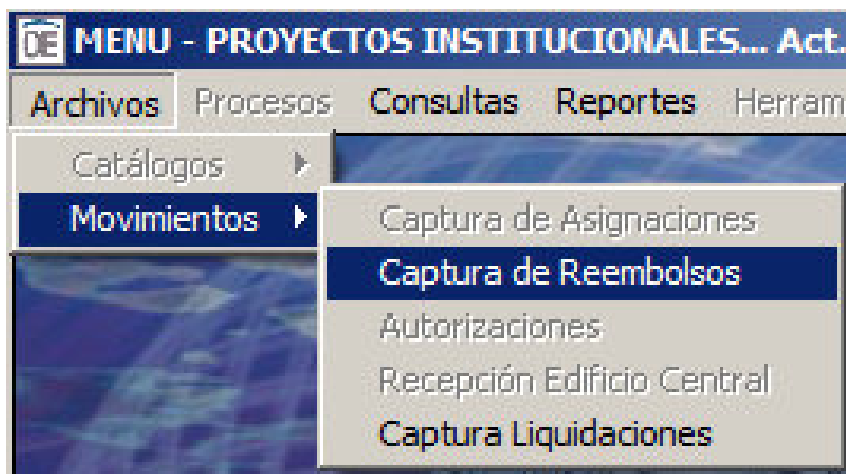 DE MENU - PROYECTOS INSTITUCIONALES... Act.
Archivos Procesos Consultas Reportes Herram
Catálogos
Movimientos
Captura de Asignaciones
Captura de Reembolsos
Autorizaciones
Recepción Edificio Central
Captura Liquidaciones